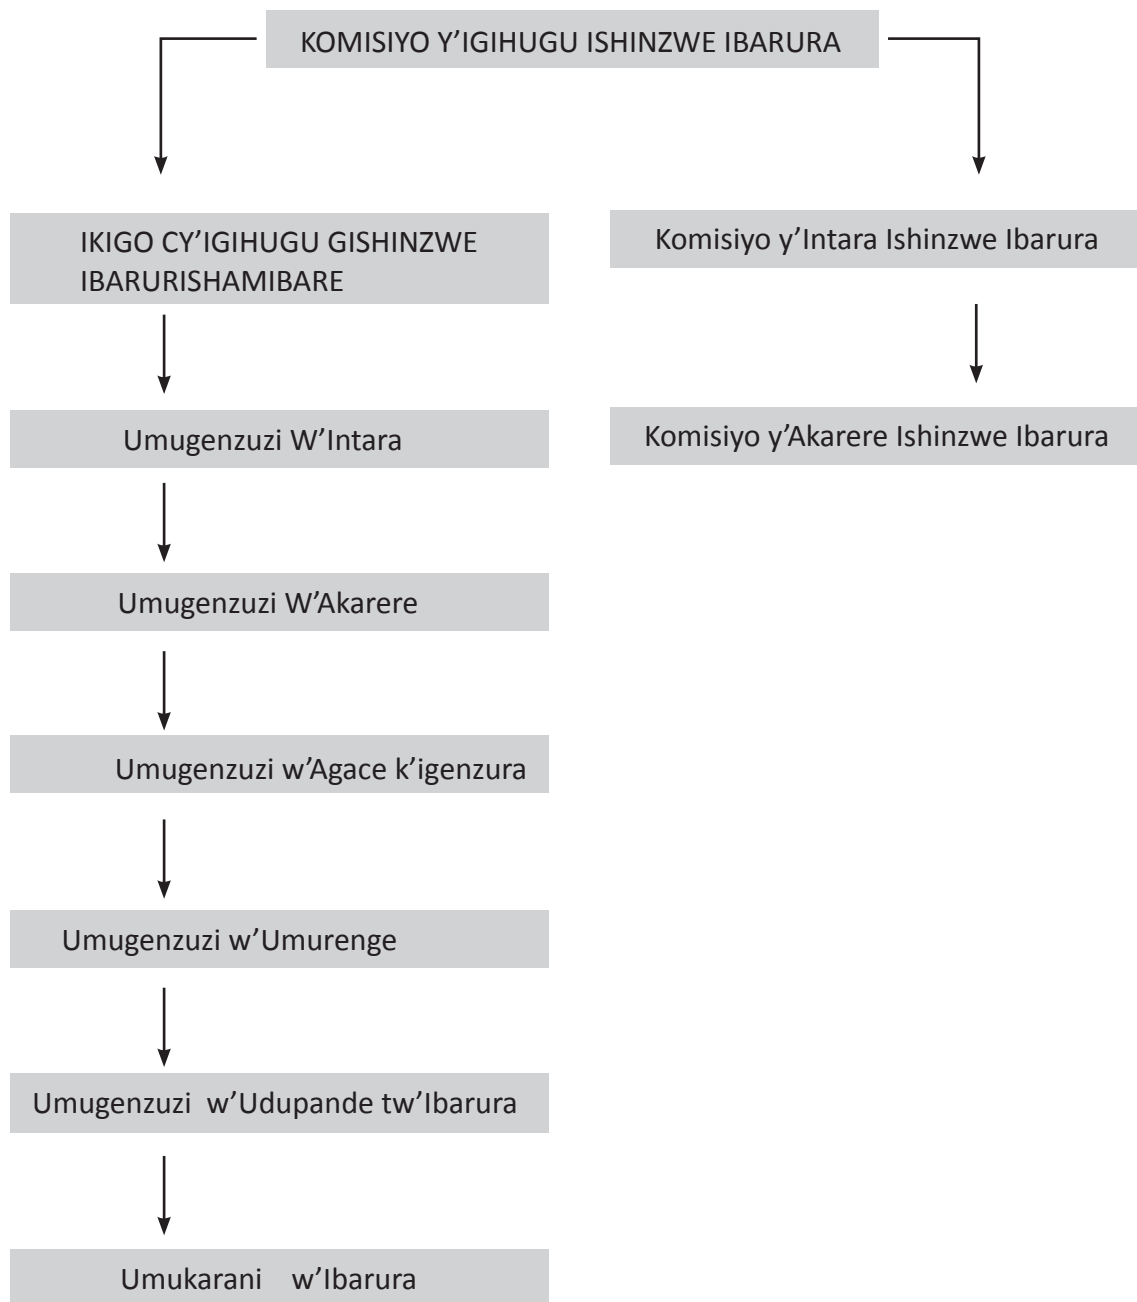 KOMISIYO Y’IGIHUGU ISHINZWE IBARURA
IKIGO CY’IGIHUGU GISHINZWE
IBARURISHAMIBARE
Komisiyo y’Intara Ishinzwe Ibarura
Umugenzuzi W’Intara
Komisiyo y’Akarere Ishinzwe Ibarura
Umugenzuzi W’Akarere
Umugenzuzi w’Agace k’igenzura
Umugenzuzi w’Umurenge
Umugenzuzi w’Udupande tw’Ibarura
Umukarani w’Ibarura